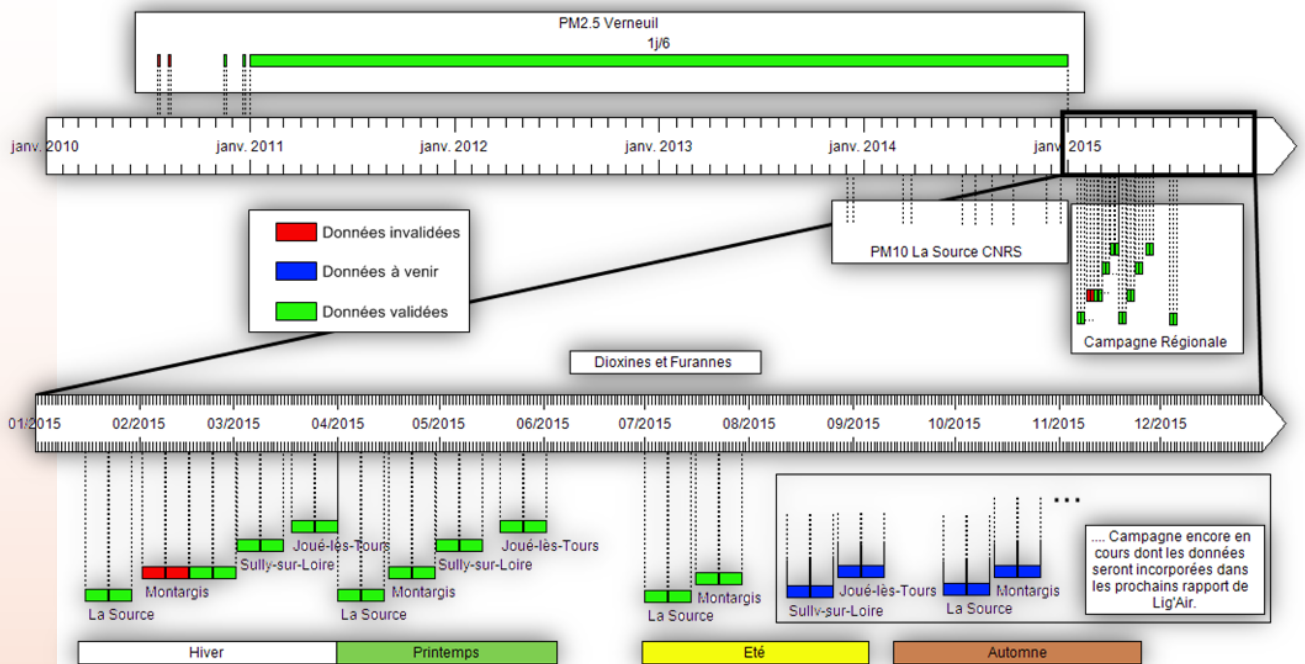 PM2.5 Verneuil
1j/6
janv. 2010
janv. 2011
janv. 2012
janv. 2013
janv. 2014
janv. 2015
Données invalidées
Données à venir
Données validées
PM10 La Source CNRS
Campagne Régionale
Dioxines et Furannes
01/2015
02/2015
03/2015
04/2015
05/2015
06/2015
07/2015
08/2015
09/2015
10/2015
11/2015
12/2015
La Source
Montargis
Sully-sur-Loire
Joué-lès-Tours
La Source
Montargis
Sully-sur-Loire
Joué-lès-Tours
La Source
Montargis
Sully-sur-Loire
Joué-lès-Tours
La Source
Montargis
...
.... Campagne encore en
cours dont les données
seront incorporées dans
les prochains rapport de
Lig'Air.
Hiver
Printemps
Eté
Automne